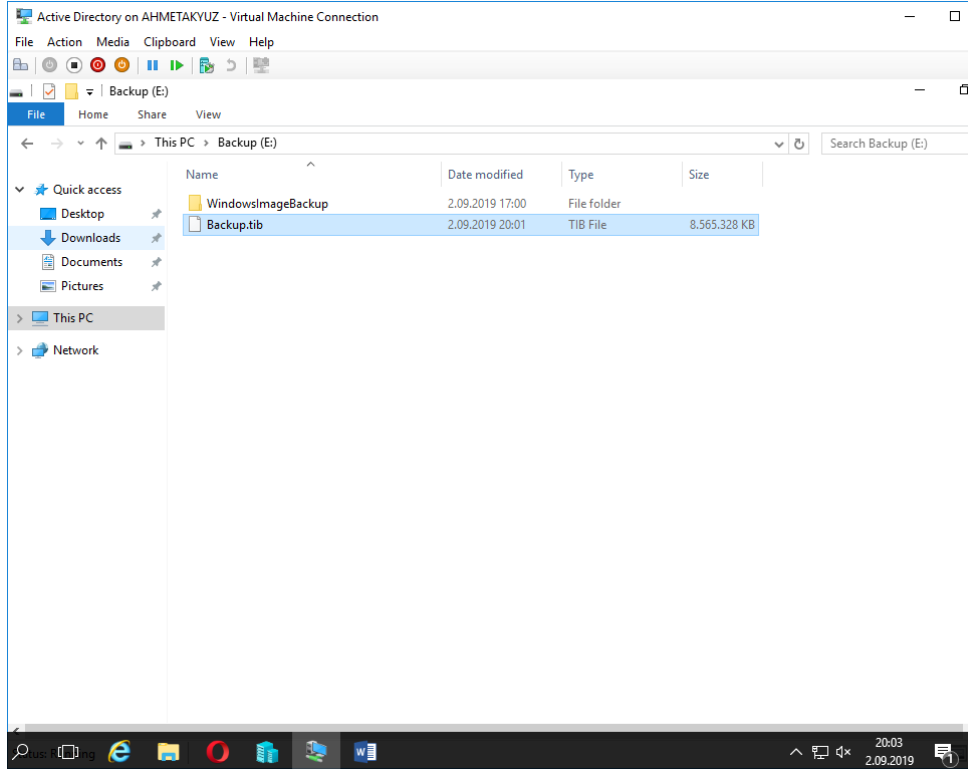 Active Directory on AHMETAKYUZ - Virtual Machine Connection
File Action Media Clipboard View Help
Backup (E:)
File Home Share View
This PC > Backup (E:)
Search Backup (E:)
Name Date modified Type Size
Quick access
WindowsImageBackup 2.09.2019 17:00 File folder
Desktop
Backup.tib 2.09.2019 20:01 TIB File 8.565.328 KB
Downloads
Documents
Pictures
This PC
Network
20:03
2.09.2019
1